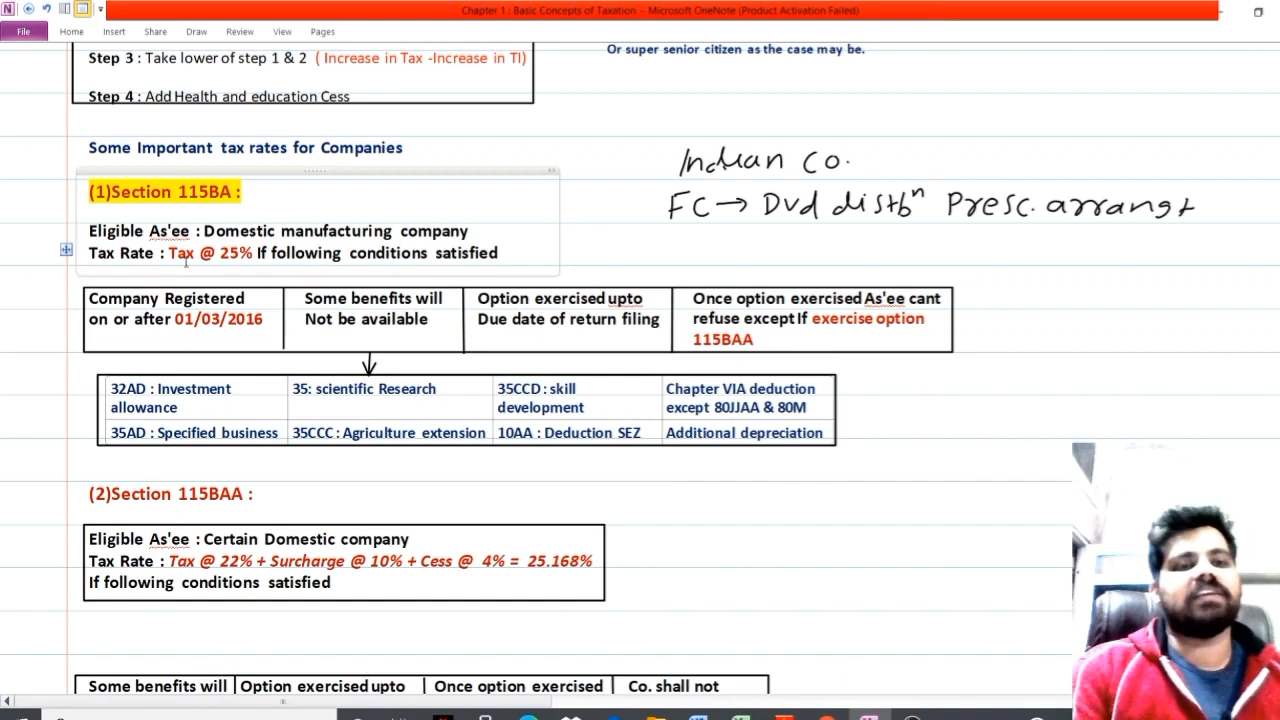 Chapter 1 : Basic Concepts of Taxation - Microsoft OneNote (Product Activation Failed)
File Home Insert Share Draw Review View Pages
Or super senior citizen as the case may be.
Step 3 : Take lower of step 1 & 2 ( Increase in Tax -Increase in TI)
Step 4 : Add Health and education Cess
Some Important tax rates for Companies
Indian Co.
(1)Section 115BA :
FC → Dvd distbⁿ Presc. arrangt
Eligible As'ee : Domestic manufacturing company
Tax Rate : Tax @ 25% If following conditions satisfied
Company Registered
on or after 01/03/2016
Some benefits will
Not be available
Option exercised upto
Due date of return filing
Once option exercised As'ee cant
refuse except If exercise option
115BAA
32AD : Investment
allowance
35: scientific Research
35CCD : skill
development
Chapter VIA deduction
except 80JJAA & 80M
35AD : Specified business
35CCC : Agriculture extension
10AA : Deduction SEZ
Additional depreciation
(2)Section 115BAA :
Eligible As'ee : Certain Domestic company
Tax Rate : Tax @ 22% + Surcharge @ 10% + Cess @ 4% = 25.168%
If following conditions satisfied
Some benefits will
Option exercised upto
Once option exercised
Co. shall not